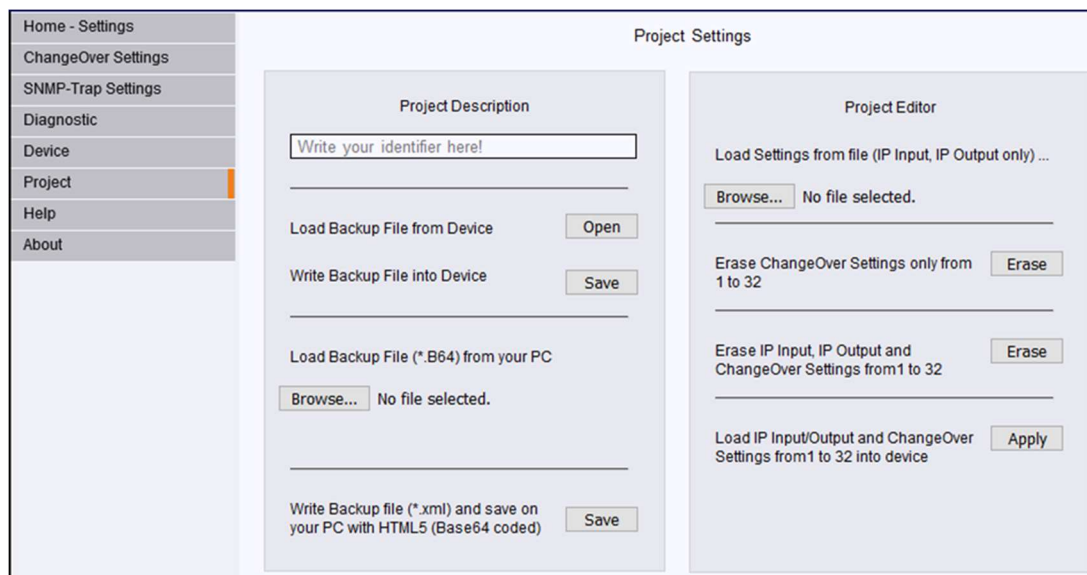 Home - Settings
ChangeOver Settings
SNMP-Trap Settings
Diagnostic
Device
Project
Help
About
Project Settings
Project Description
Write your identifier here!
Load Backup File from Device
Open
Write Backup File into Device
Save
Load Backup File (*.B64) from your PC
Browse... No file selected.
Write Backup file (*.xml) and save on
your PC with HTML5 (Base64 coded)
Save
Project Editor
Load Settings from file (IP Input, IP Output only) ...
Browse... No file selected.
Erase ChangeOver Settings only from
1 to 32
Erase
Erase IP Input, IP Output and
ChangeOver Settings from1 to 32
Erase
Load IP Input/Output and ChangeOver
Settings from1 to 32 into device
Apply